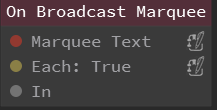 On Broadcast Marquee
Marquee Text
Each: True
In